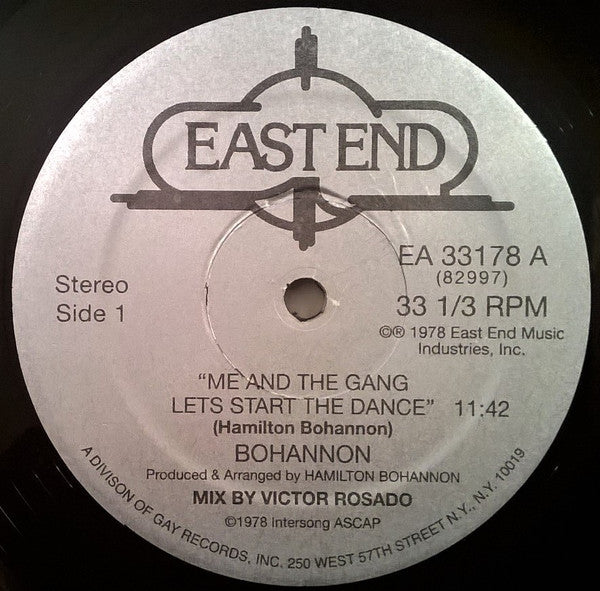 EAST END
EA 33178 A
(82997)
33 1/3 RPM
©℗ 1978 East End Music
Industries, Inc.
Stereo
Side 1
"ME AND THE GANG
LETS START THE DANCE" 11:42
(Hamilton Bohannon)
BOHANNON
Produced & Arranged by HAMILTON BOHANNON
MIX BY VICTOR ROSADO
©1978 Intersong ASCAP
A DIVISON OF GAY RECORDS, INC. 250 WEST 57TH STREET N.Y., N.Y. 10019